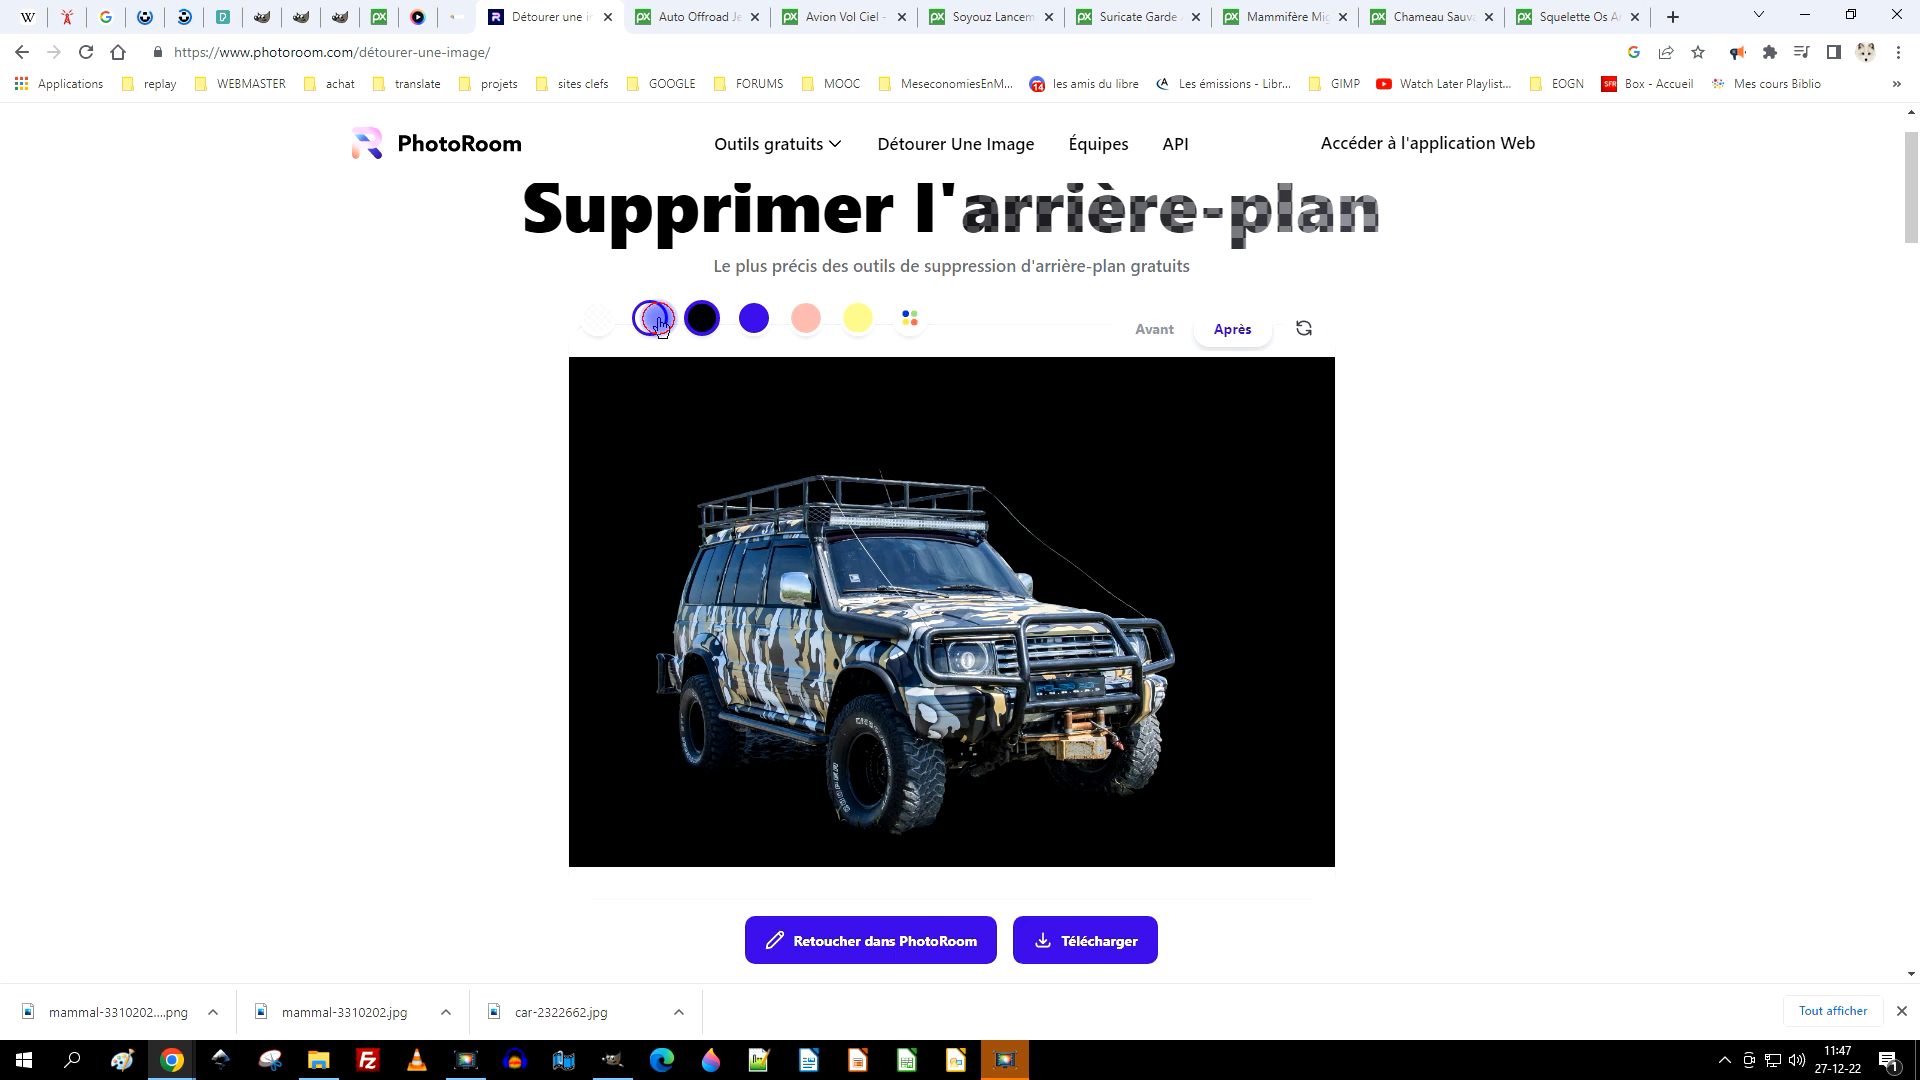 Détourer une i
Auto Offroad Je
Avion Vol Ciel -
Soyouz Lancem
Suricate Garde
Mammifère Mig
Chameau Sauv
Squelette Os A
https://www.photoroom.com/détourer-une-image/
Applications
replay
WEBMASTER
achat
translate
projets
sites clefs
GOOGLE
FORUMS
MOOC
MeseconomiesEnM...
les amis du libre
Les émissions - Libr...
GIMP
Watch Later Playlist...
EOGN
Box - Accueil
Mes cours Biblio
PhotoRoom
Outils gratuits
Détourer Une Image
Équipes
API
Accéder à l'application Web
Supprimer l'arrière-plan
Le plus précis des outils de suppression d'arrière-plan gratuits
Avant
Après
Retoucher dans PhotoRoom
Télécharger
mammal-3310202....png
mammal-3310202.jpg
car-2322662.jpg
Tout afficher
11:47
27-12-22